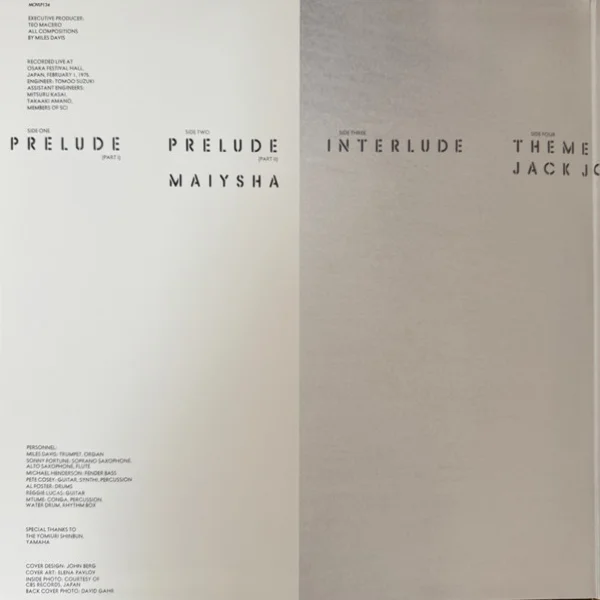 MOVLP134
EXECUTIVE PRODUCER:
TEO MACERO
ALL COMPOSITIONS
BY MILES DAVIS
RECORDED LIVE AT
OSAKA FESTIVAL HALL,
JAPAN, FEBRUARY 1, 1975,
ENGINEER: TOMOO SUZUKI
ASSISTANT ENGINEERS:
MITSURU KASAI,
TAKAAKI AMANO,
MEMBERS OF SCI
SIDE ONE
PRELUDE
(PART I)
SIDE TWO
PRELUDE
(PART II)
MAIYSHA
SIDE THREE
INTERLUDE
SIDE FOUR
THEME
JACK JO
PERSONNEL:
MILES DAVIS: TRUMPET, ORGAN
SONNY FORTUNE: SOPRANO SAXOPHONE,
ALTO SAXOPHONE, FLUTE
MICHAEL HENDERSON: FENDER BASS
PETE COSEY: GUITAR, SYNTHI, PERCUSSION
AL FOSTER: DRUMS
REGGIE LUCAS: GUITAR
MTUME: CONGA, PERCUSSION,
WATER DRUM, RHYTHM BOX
SPECIAL THANKS TO
THE YOMIURI SHINBUN,
YAMAHA
COVER DESIGN: JOHN BERG
COVER ART: ELENA PAVLOV
INSIDE PHOTO: COURTESY OF
CBS RECORDS, JAPAN
BACK COVER PHOTO: DAVID GAHR